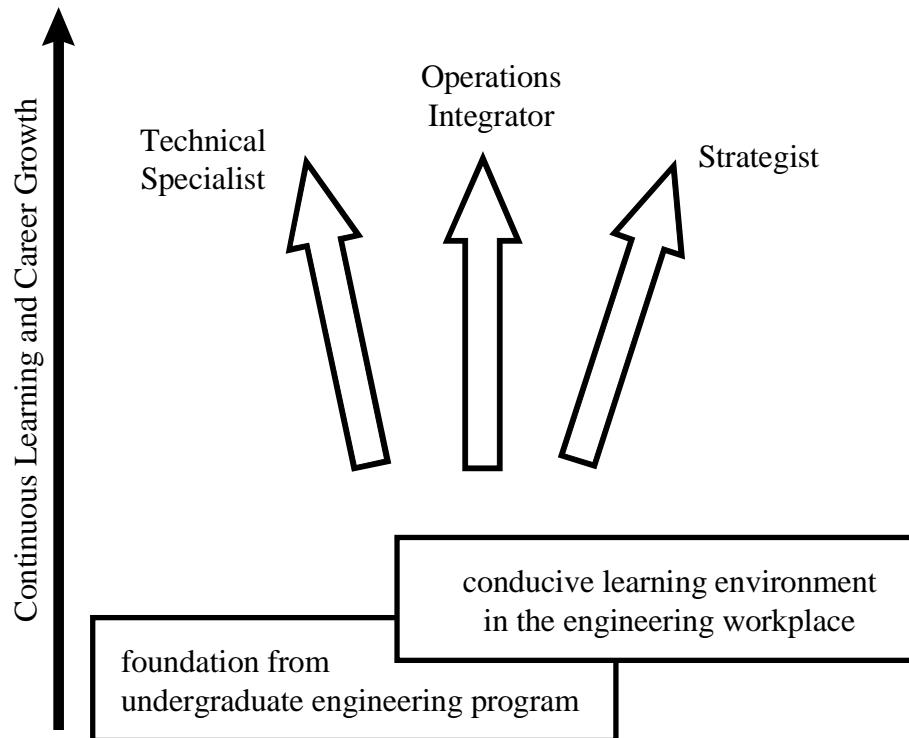 Continuous Learning and Career Growth
Technical
Specialist
Operations
Integrator
Strategist
conducive learning environment
in the engineering workplace
foundation from
undergraduate engineering program